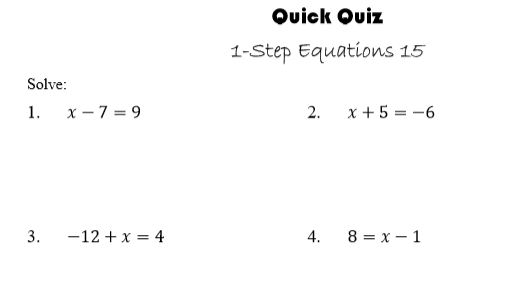 Quick Quiz
1-Step Equations 15
Solve:
1. x − 7 = 9 2. x + 5 = −6
3. −12 + x = 4 4. 8 = x − 1